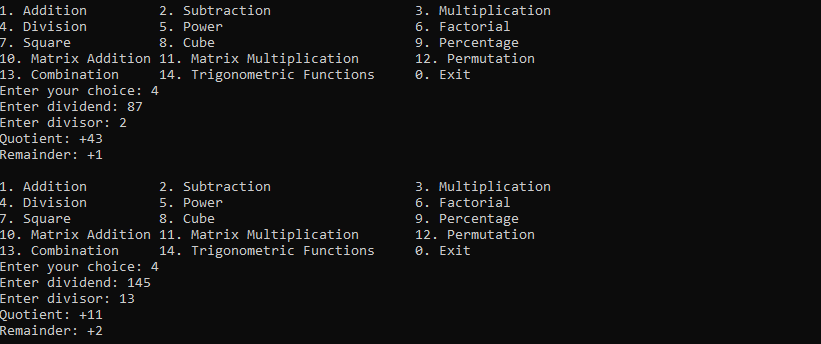 1. Addition 2. Subtraction 3. Multiplication
4. Division 5. Power 6. Factorial
7. Square 8. Cube 9. Percentage
10. Matrix Addition 11. Matrix Multiplication 12. Permutation
13. Combination 14. Trigonometric Functions 0. Exit
Enter your choice: 4
Enter dividend: 87
Enter divisor: 2
Quotient: +43
Remainder: +1
1. Addition 2. Subtraction 3. Multiplication
4. Division 5. Power 6. Factorial
7. Square 8. Cube 9. Percentage
10. Matrix Addition 11. Matrix Multiplication 12. Permutation
13. Combination 14. Trigonometric Functions 0. Exit
Enter your choice: 4
Enter dividend: 145
Enter divisor: 13
Quotient: +11
Remainder: +2